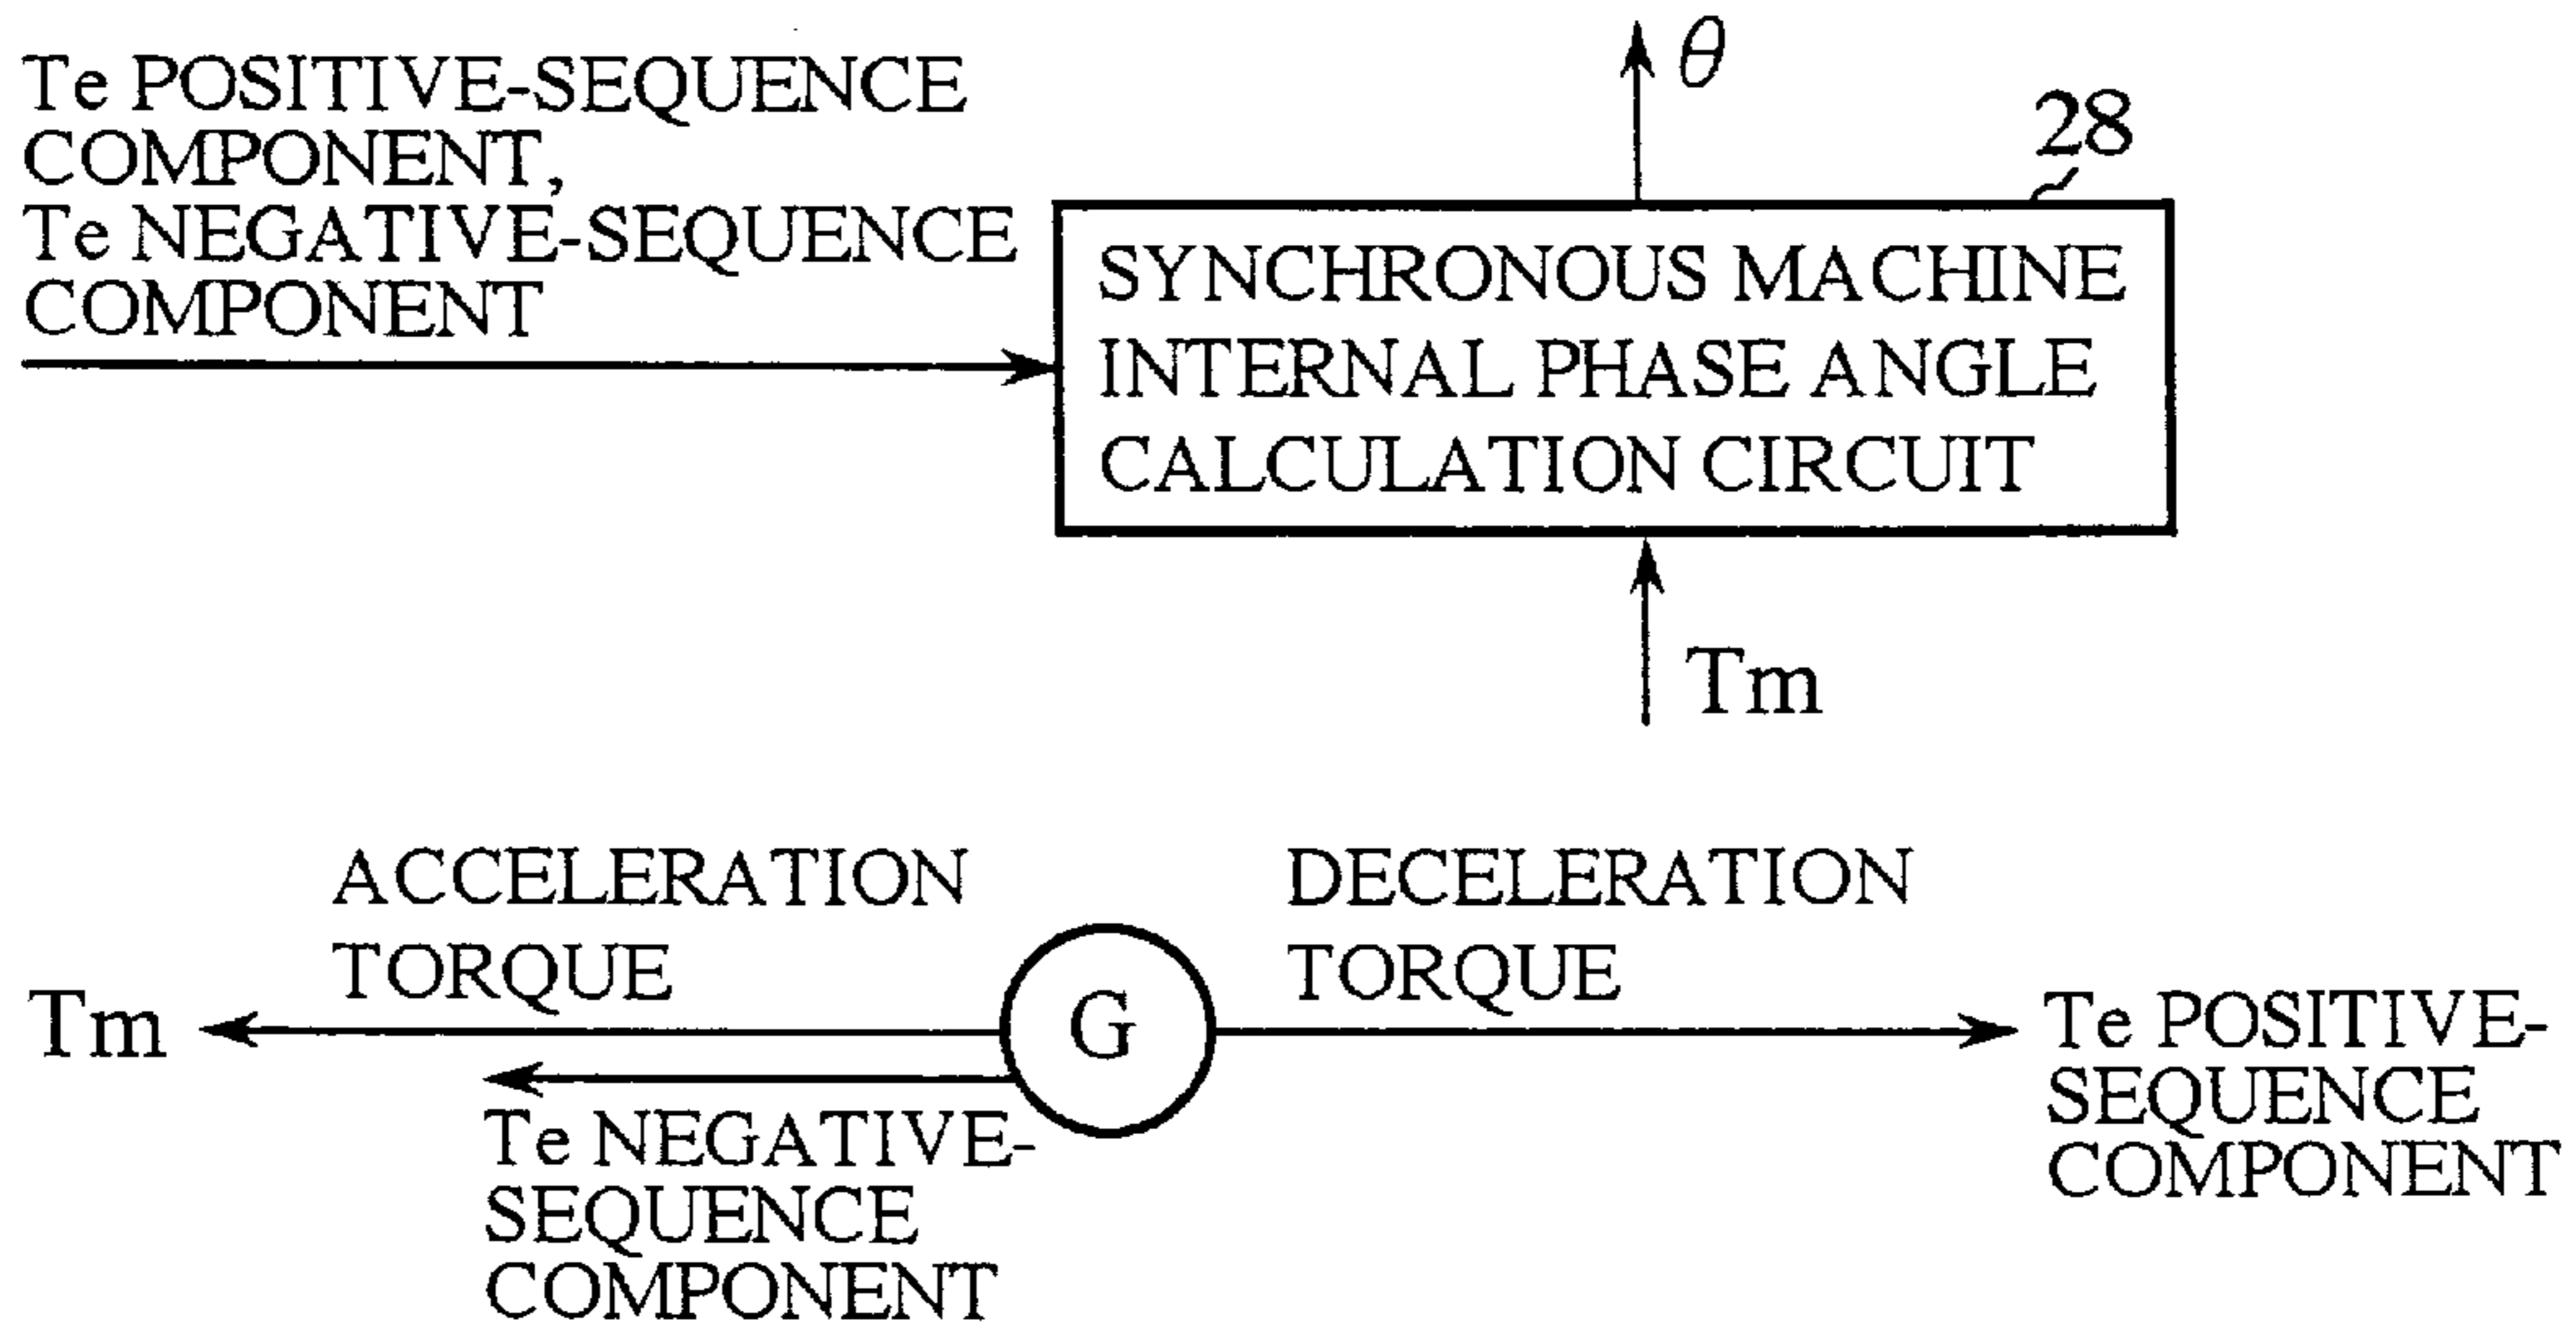 θ
Te POSITIVE-SEQUENCE
COMPONENT,
Te NEGATIVE-SEQUENCE
COMPONENT
28
SYNCHRONOUS MACHINE
INTERNAL PHASE ANGLE
CALCULATION CIRCUIT
Tm
ACCELERATION
TORQUE
DECELERATION
TORQUE
Tm
G
Te POSITIVE-
SEQUENCE
COMPONENT
Te NEGATIVE-
SEQUENCE
COMPONENT